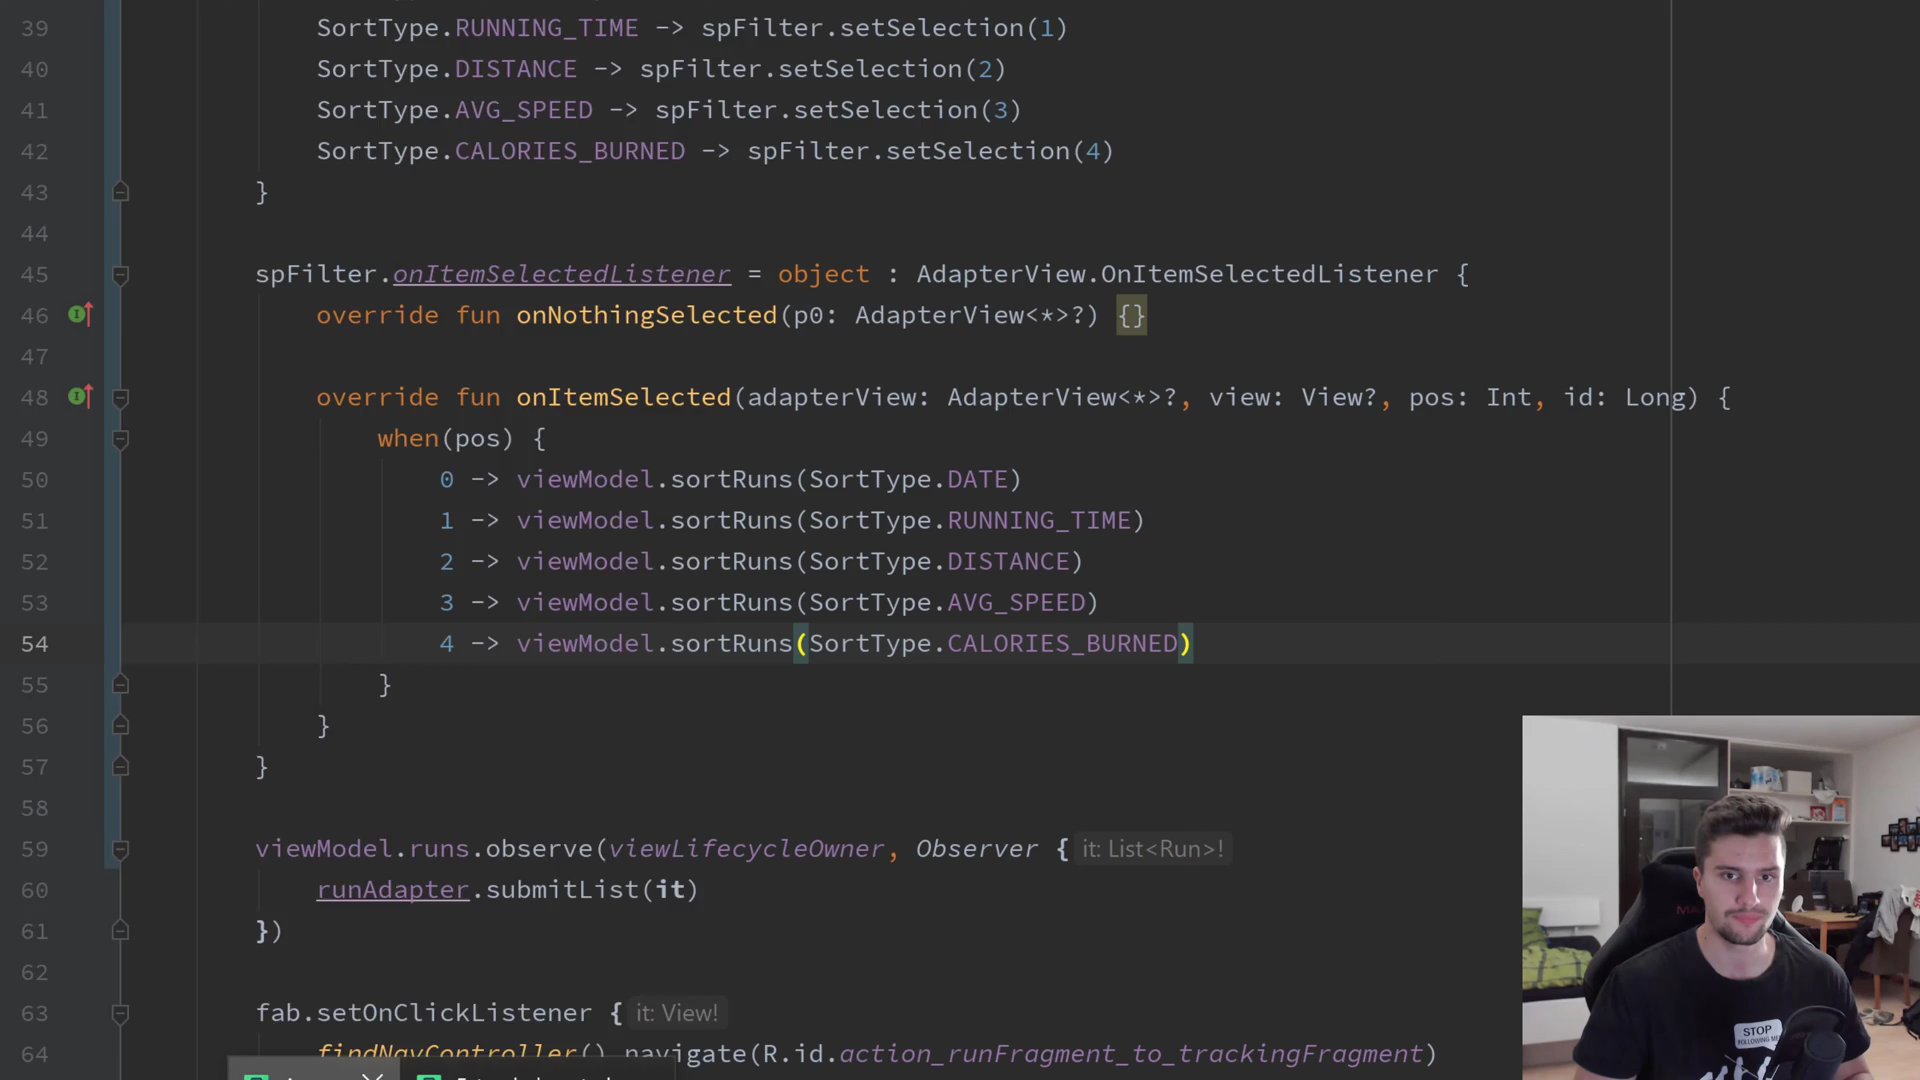 39 SortType.RUNNING_TIME -> spFilter.setSelection(1)
40 SortType.DISTANCE -> spFilter.setSelection(2)
41 SortType.AVG_SPEED -> spFilter.setSelection(3)
42 SortType.CALORIES_BURNED -> spFilter.setSelection(4)
43 }
44
45 spFilter.onItemSelectedListener = object : AdapterView.OnItemSelectedListener {
46 override fun onNothingSelected(p0: AdapterView<*>?) {}
47
48 override fun onItemSelected(adapterView: AdapterView<*>?, view: View?, pos: Int, id: Long) {
49 when(pos) {
50 0 -> viewModel.sortRuns(SortType.DATE)
51 1 -> viewModel.sortRuns(SortType.RUNNING_TIME)
52 2 -> viewModel.sortRuns(SortType.DISTANCE)
53 3 -> viewModel.sortRuns(SortType.AVG_SPEED)
54 4 -> viewModel.sortRuns(SortType.CALORIES_BURNED)
55 }
56 }
57 }
58
59 viewModel.runs.observe(viewLifecycleOwner, Observer { it: List<Run>!
60 runAdapter.submitList(it)
61 })
62
63 fab.setOnClickListener { it: View!
64 findNavController().navigate(R.id.action_runFragment_to_trackingFragment)
STOP
FOLLOWING ME